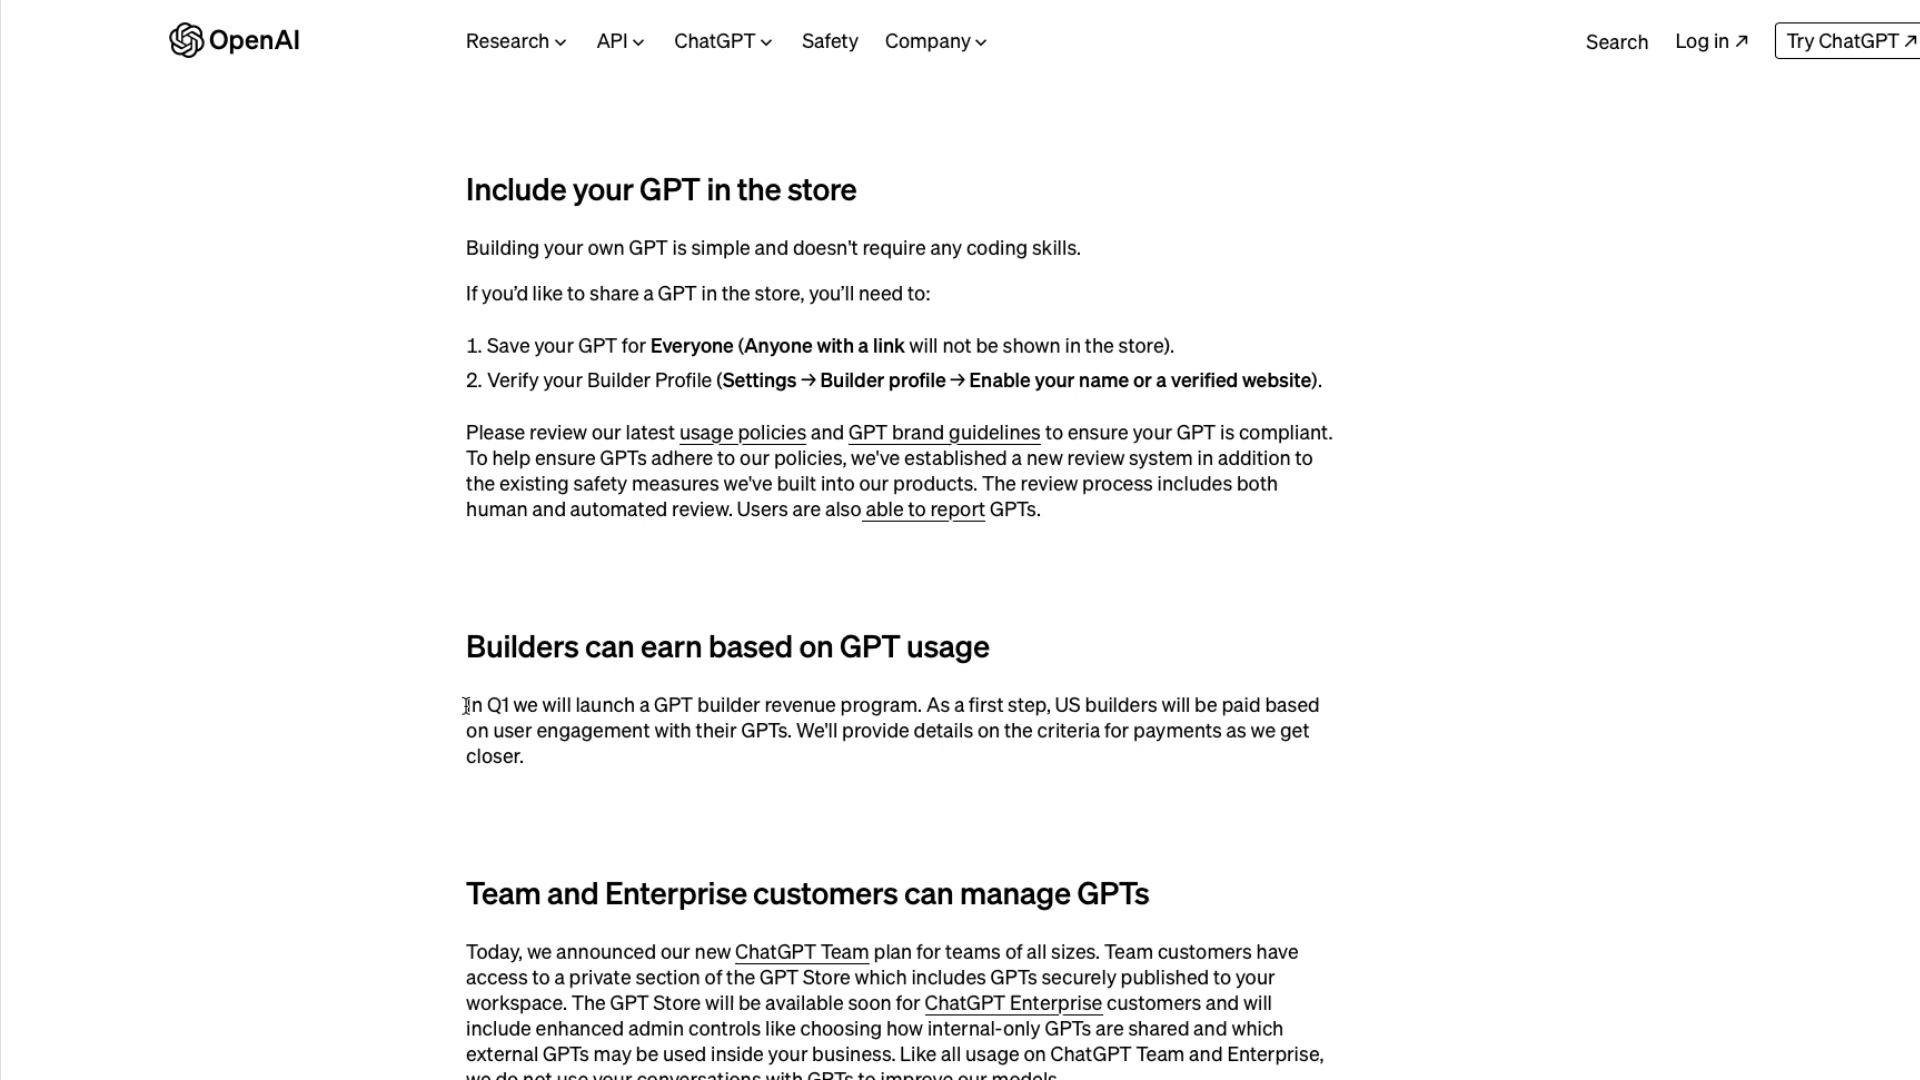 OpenAI
Research API ChatGPT Safety Company Search Log in ↗ Try ChatGPT ↗
Include your GPT in the store
Building your own GPT is simple and doesn't require any coding skills.
If you’d like to share a GPT in the store, you’ll need to:
1. Save your GPT for Everyone (Anyone with a link will not be shown in the store).
2. Verify your Builder Profile (Settings → Builder profile → Enable your name or a verified website).
Please review our latest usage policies and GPT brand guidelines to ensure your GPT is compliant.
To help ensure GPTs adhere to our policies, we've established a new review system in addition to
the existing safety measures we've built into our products. The review process includes both
human and automated review. Users are also able to report GPTs.
Builders can earn based on GPT usage
In Q1 we will launch a GPT builder revenue program. As a first step, US builders will be paid based
on user engagement with their GPTs. We'll provide details on the criteria for payments as we get
closer.
Team and Enterprise customers can manage GPTs
Today, we announced our new ChatGPT Team plan for teams of all sizes. Team customers have
access to a private section of the GPT Store which includes GPTs securely published to your
workspace. The GPT Store will be available soon for ChatGPT Enterprise customers and will
include enhanced admin controls like choosing how internal-only GPTs are shared and which
external GPTs may be used inside your business. Like all usage on ChatGPT Team and Enterprise,
we do not use your conversations with GPTs to improve our models.